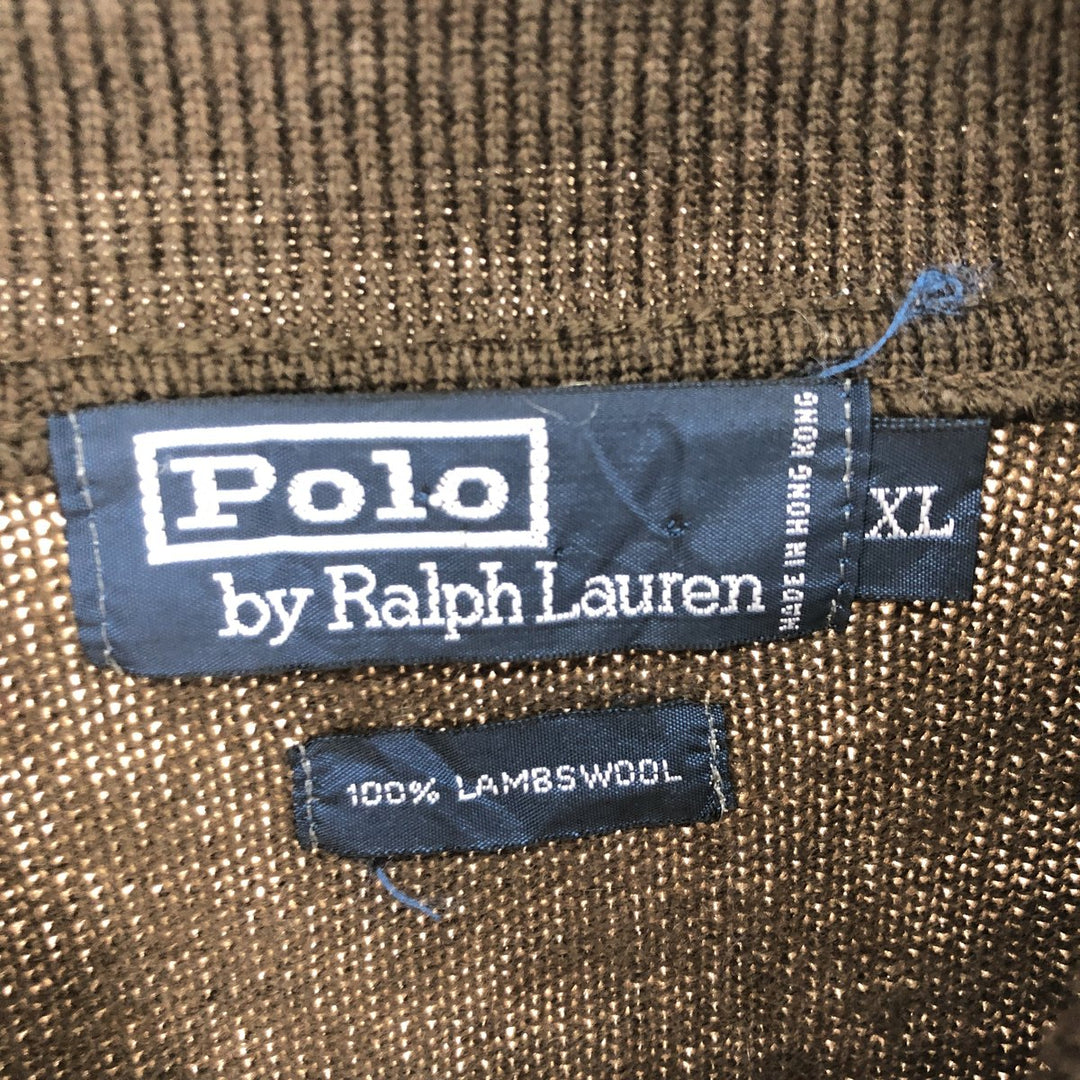 Polo
by Ralph Lauren
MADE IN HONG KONG
XL
100% LAMBSWOOL